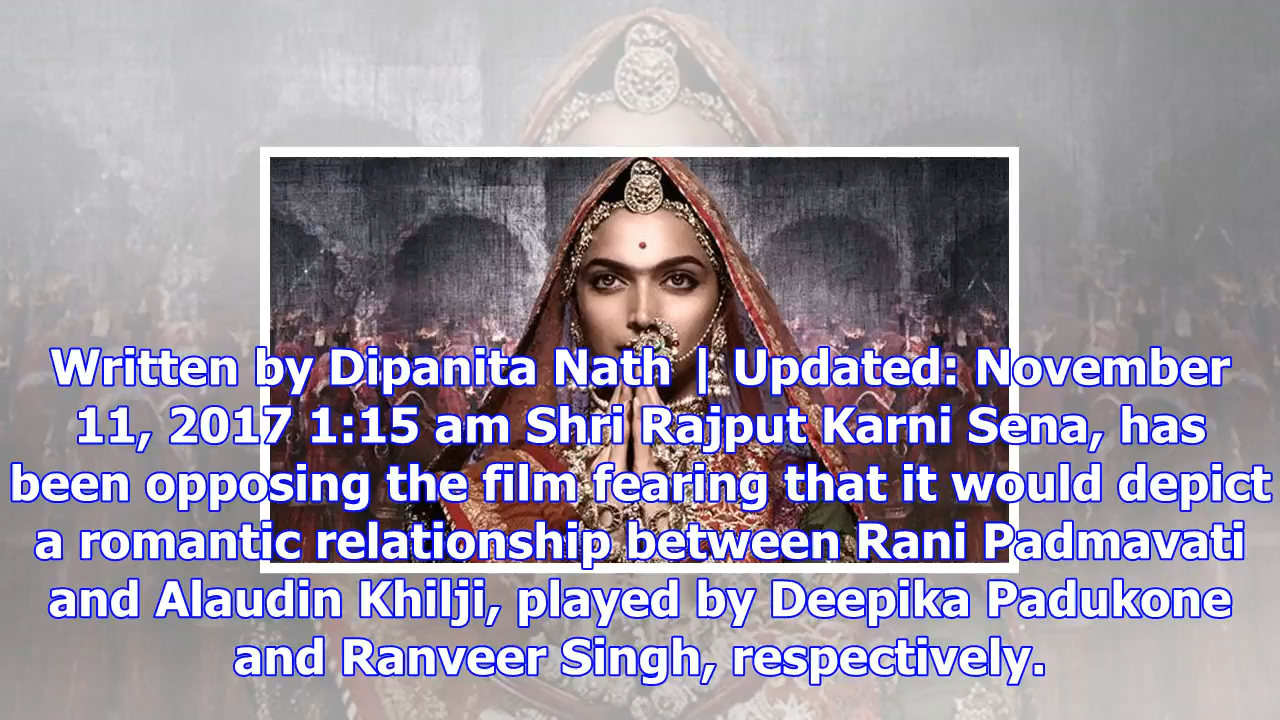 Written by Dipanita Nath | Updated: November
11, 2017 1:15 am Shri Rajput Karni Sena, has
been opposing the film fearing that it would depict
a romantic relationship between Rani Padmavati
and Alaudin Khilji, played by Deepika Padukone
and Ranveer Singh, respectively.